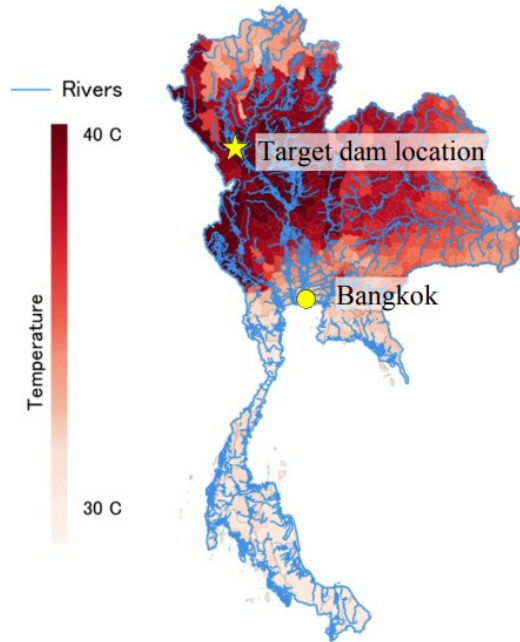 Rivers
40 C
Target dam location
Bangkok
Temperature
30 C